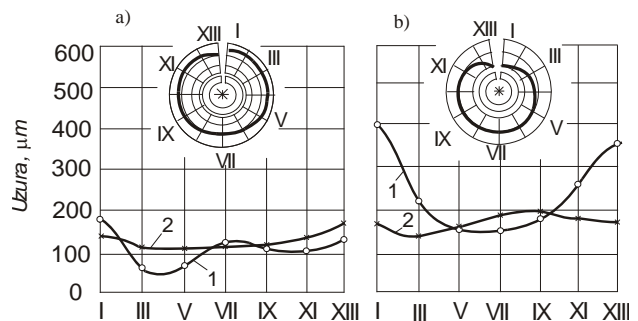 a)
b)
XIII I
XI III
IX V
VII
XIII I
XI III
IX V
VII
Uzura, μm
600
500
400
300
200
100
0
2
1
1
2
I III V VII IX XI XIII
I III V VII IX XI XIII